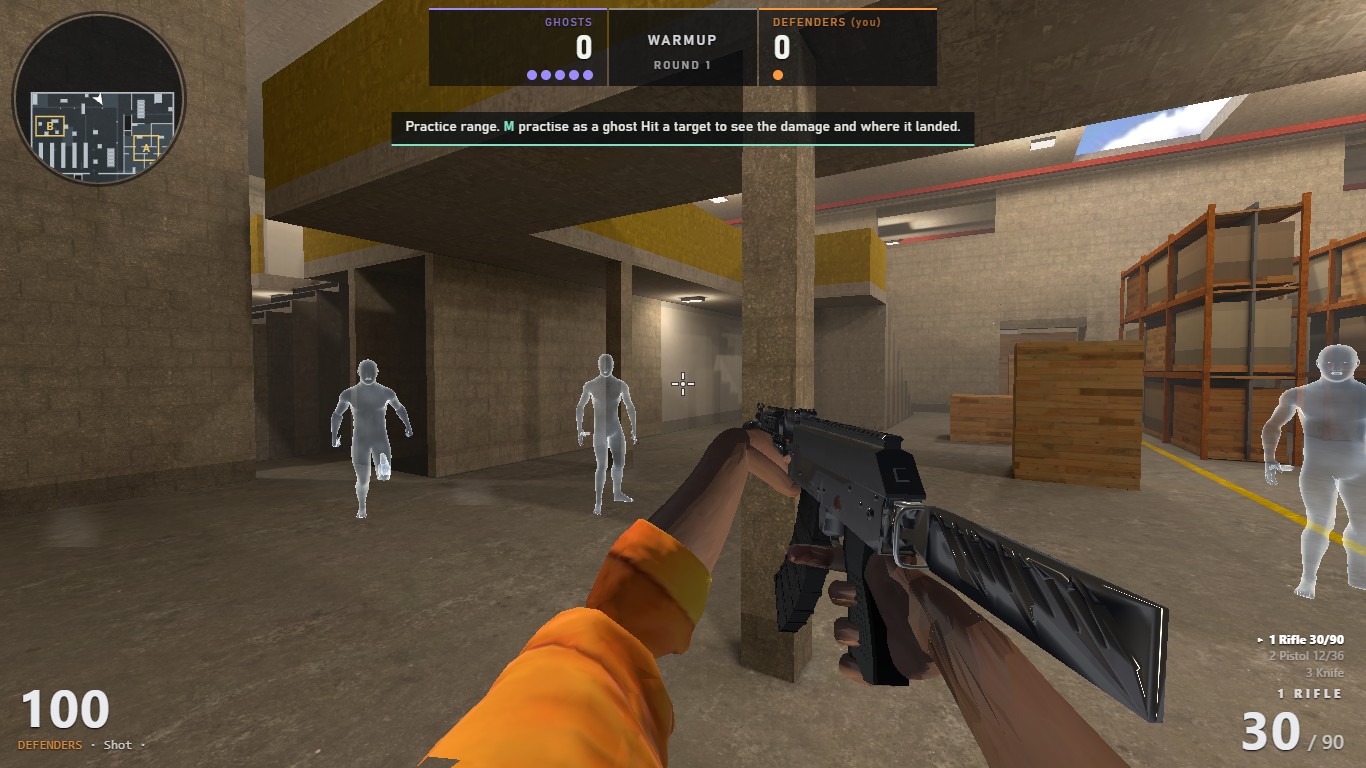 GHOSTS
0
WARMUP
ROUND 1
DEFENDERS (you)
0
Practice range. M practise as a ghost Hit a target to see the damage and where it landed.
B
A
1 Rifle 30/90
2 Pistol 12/36
3 Knife
1 RIFLE
30 / 90
100
DEFENDERS · Shot ·